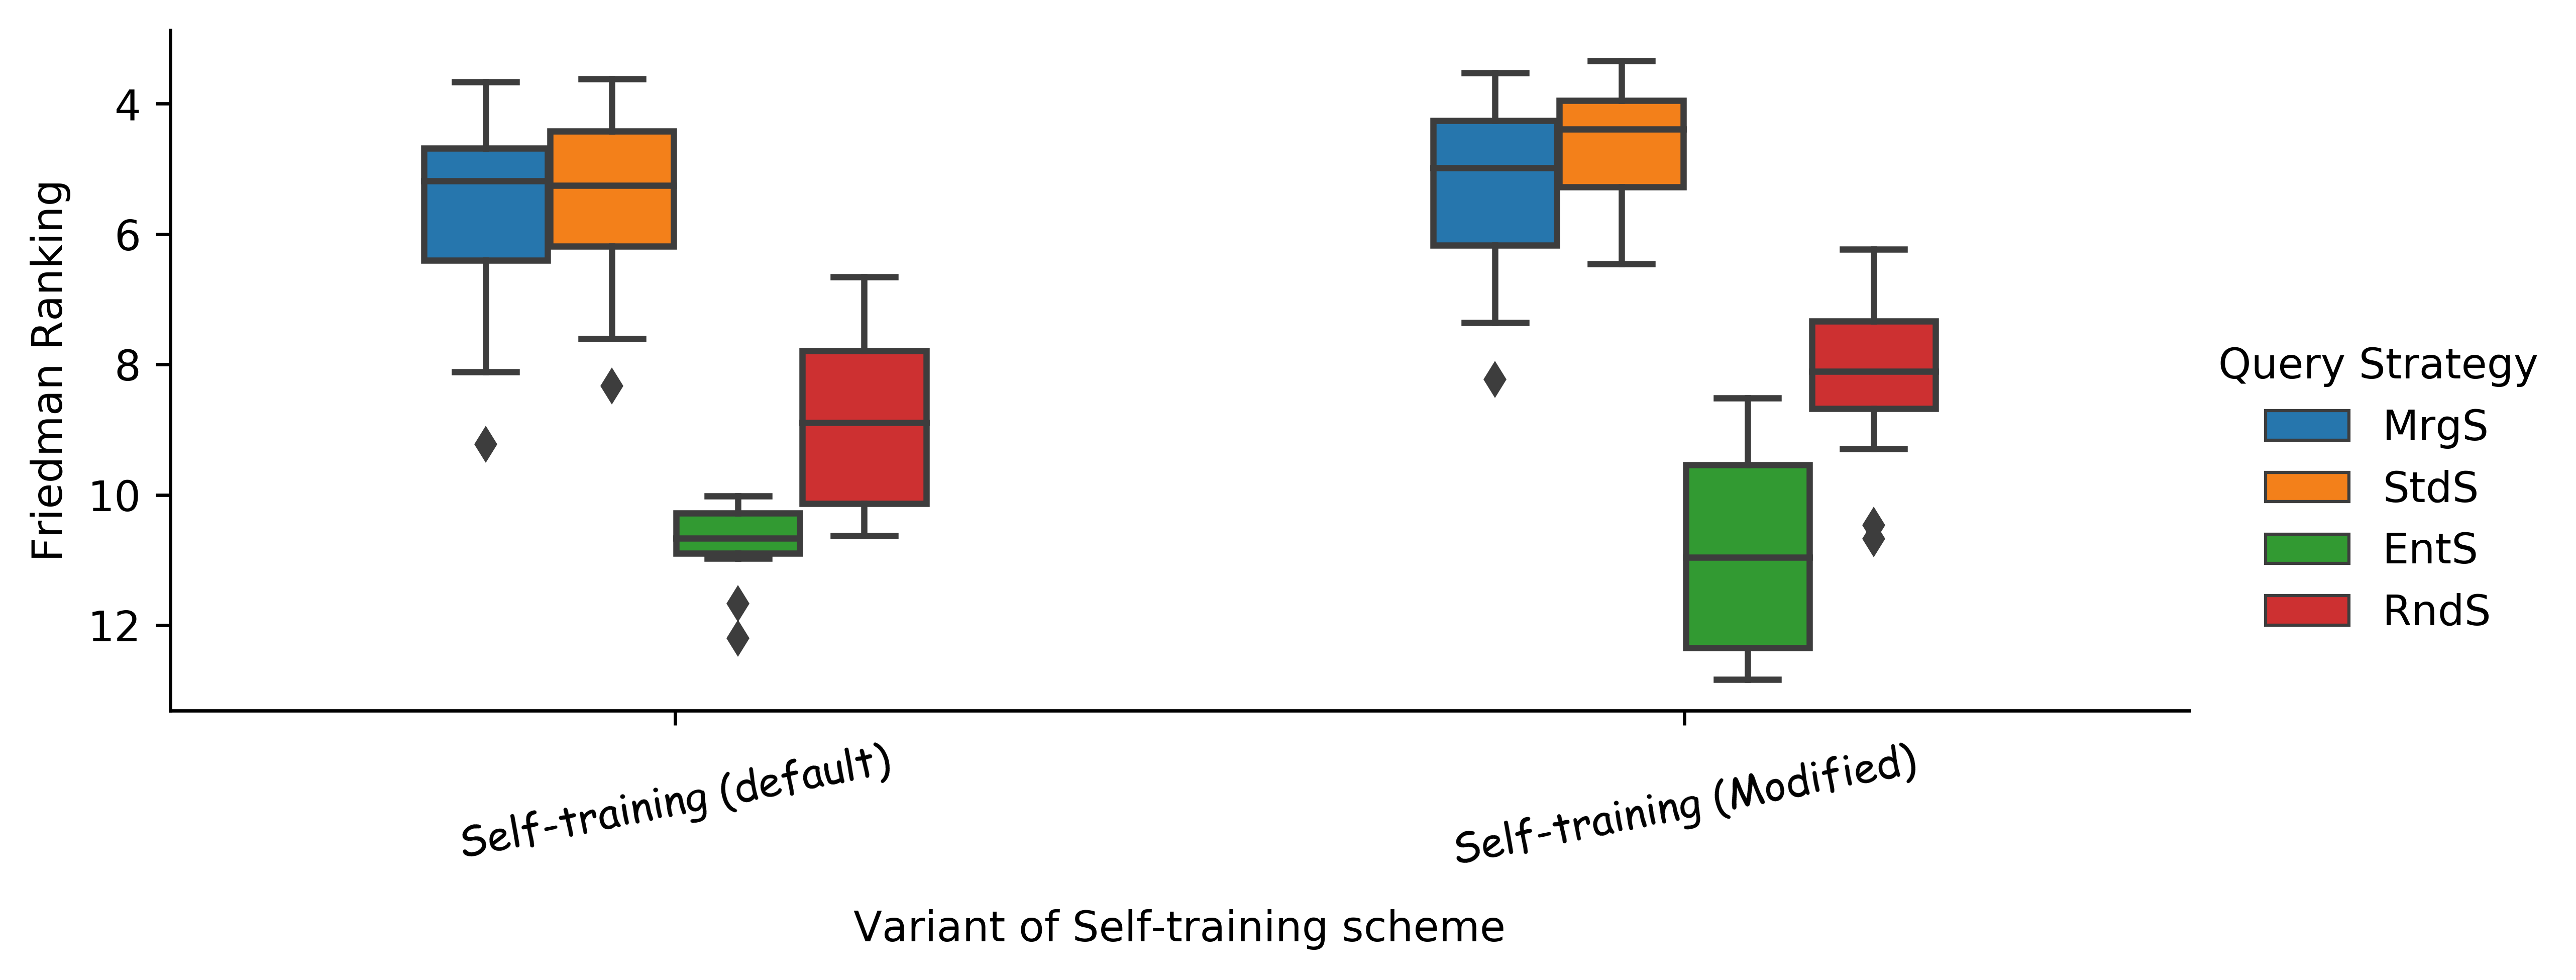 Friedman Ranking
4
6
8
10
12
Self-training (default)
Self-training (Modified)
Variant of Self-training scheme
Query Strategy
MrgS
StdS
EntS
RndS